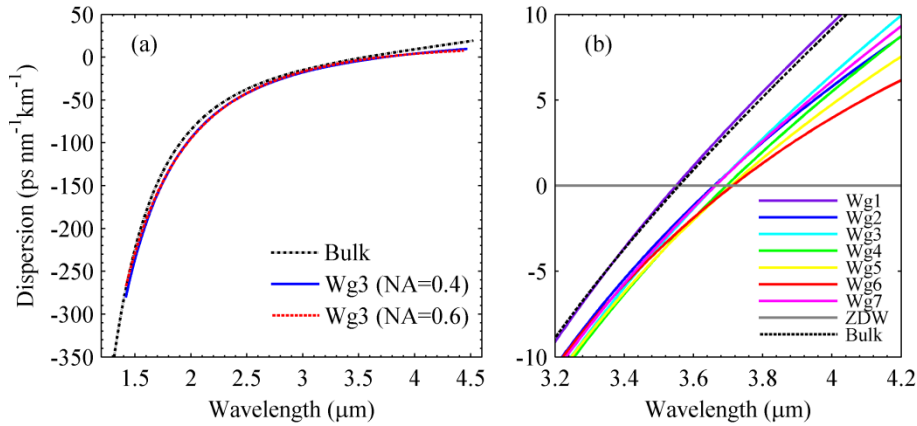 (a)
50
0
-50
-100
-150
-200
-250
-300
-350
Dispersion (ps nm⁻¹km⁻¹)
Bulk
Wg3 (NA=0.4)
Wg3 (NA=0.6)
1.5 2 2.5 3 3.5 4 4.5
Wavelength (μm)
(b)
10
5
0
-5
-10
Wg1
Wg2
Wg3
Wg4
Wg5
Wg6
Wg7
ZDW
Bulk
3.2 3.4 3.6 3.8 4 4.2
Wavelength (μm)